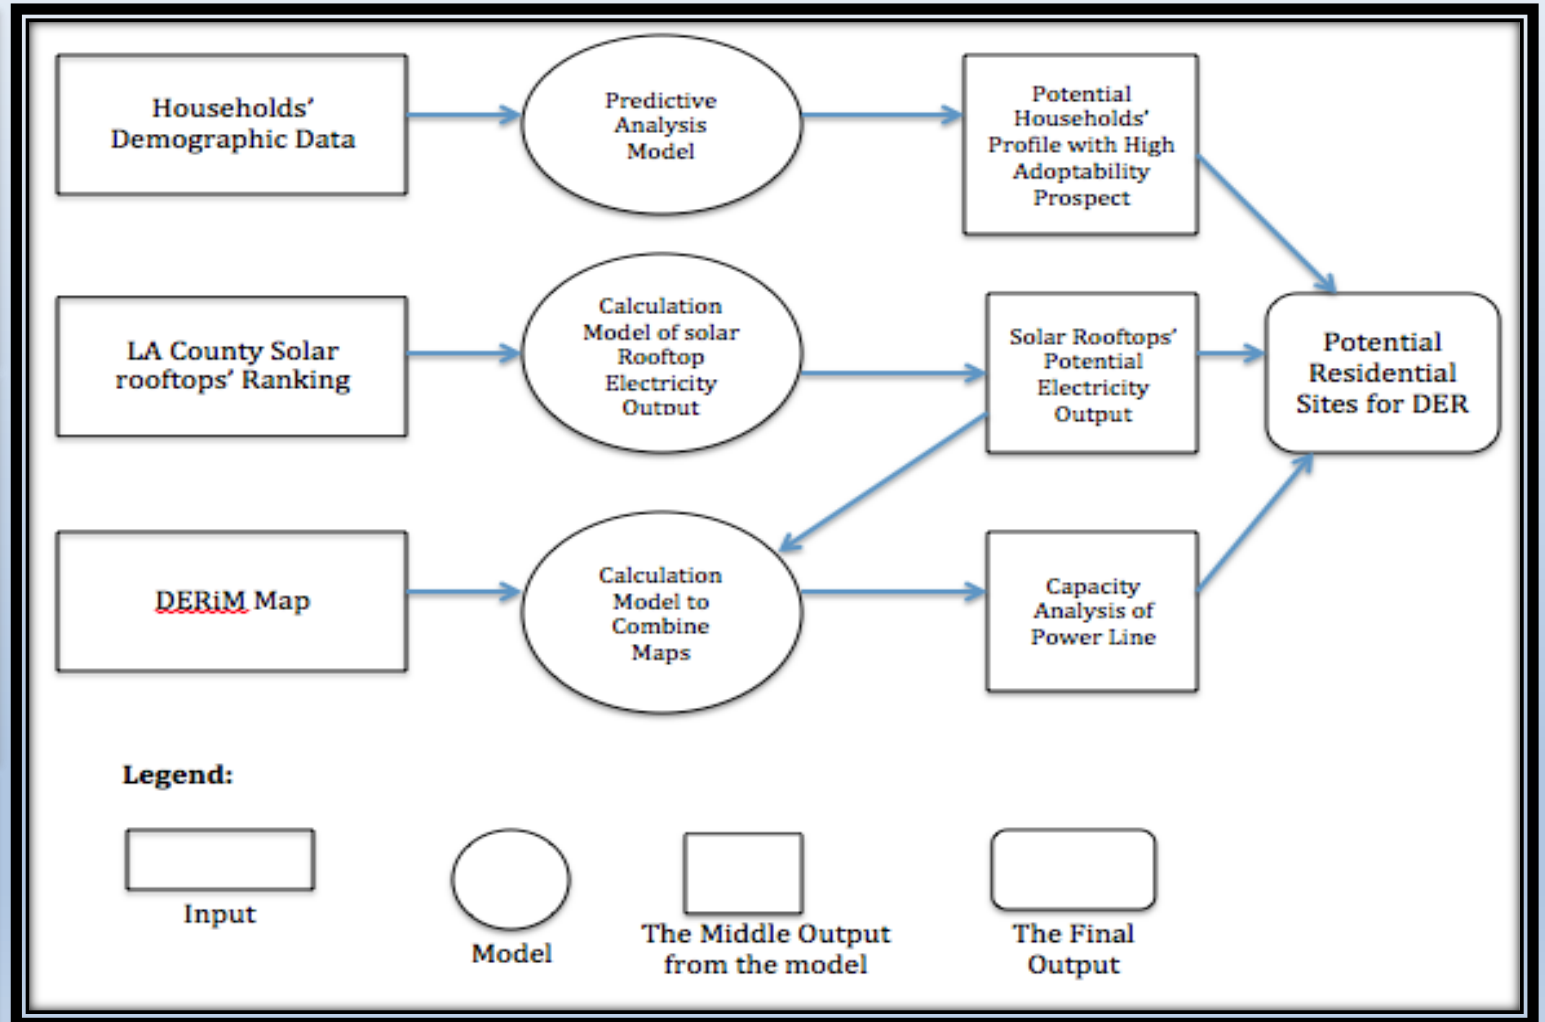 Households’
Demographic Data
Predictive
Analysis
Model
Potential
Households’
Profile with High
Adoptability
Prospect
LA County Solar
rooftops’ Ranking
Calculation
Model of solar
Rooftop
Electricity
Output
Solar Rooftops’
Potential
Electricity
Output
Potential
Residential
Sites for DER
DERiM Map
Calculation
Model to
Combine
Maps
Capacity
Analysis of
Power Line
Legend:
Input
Model
The Middle Output
from the model
The Final
Output